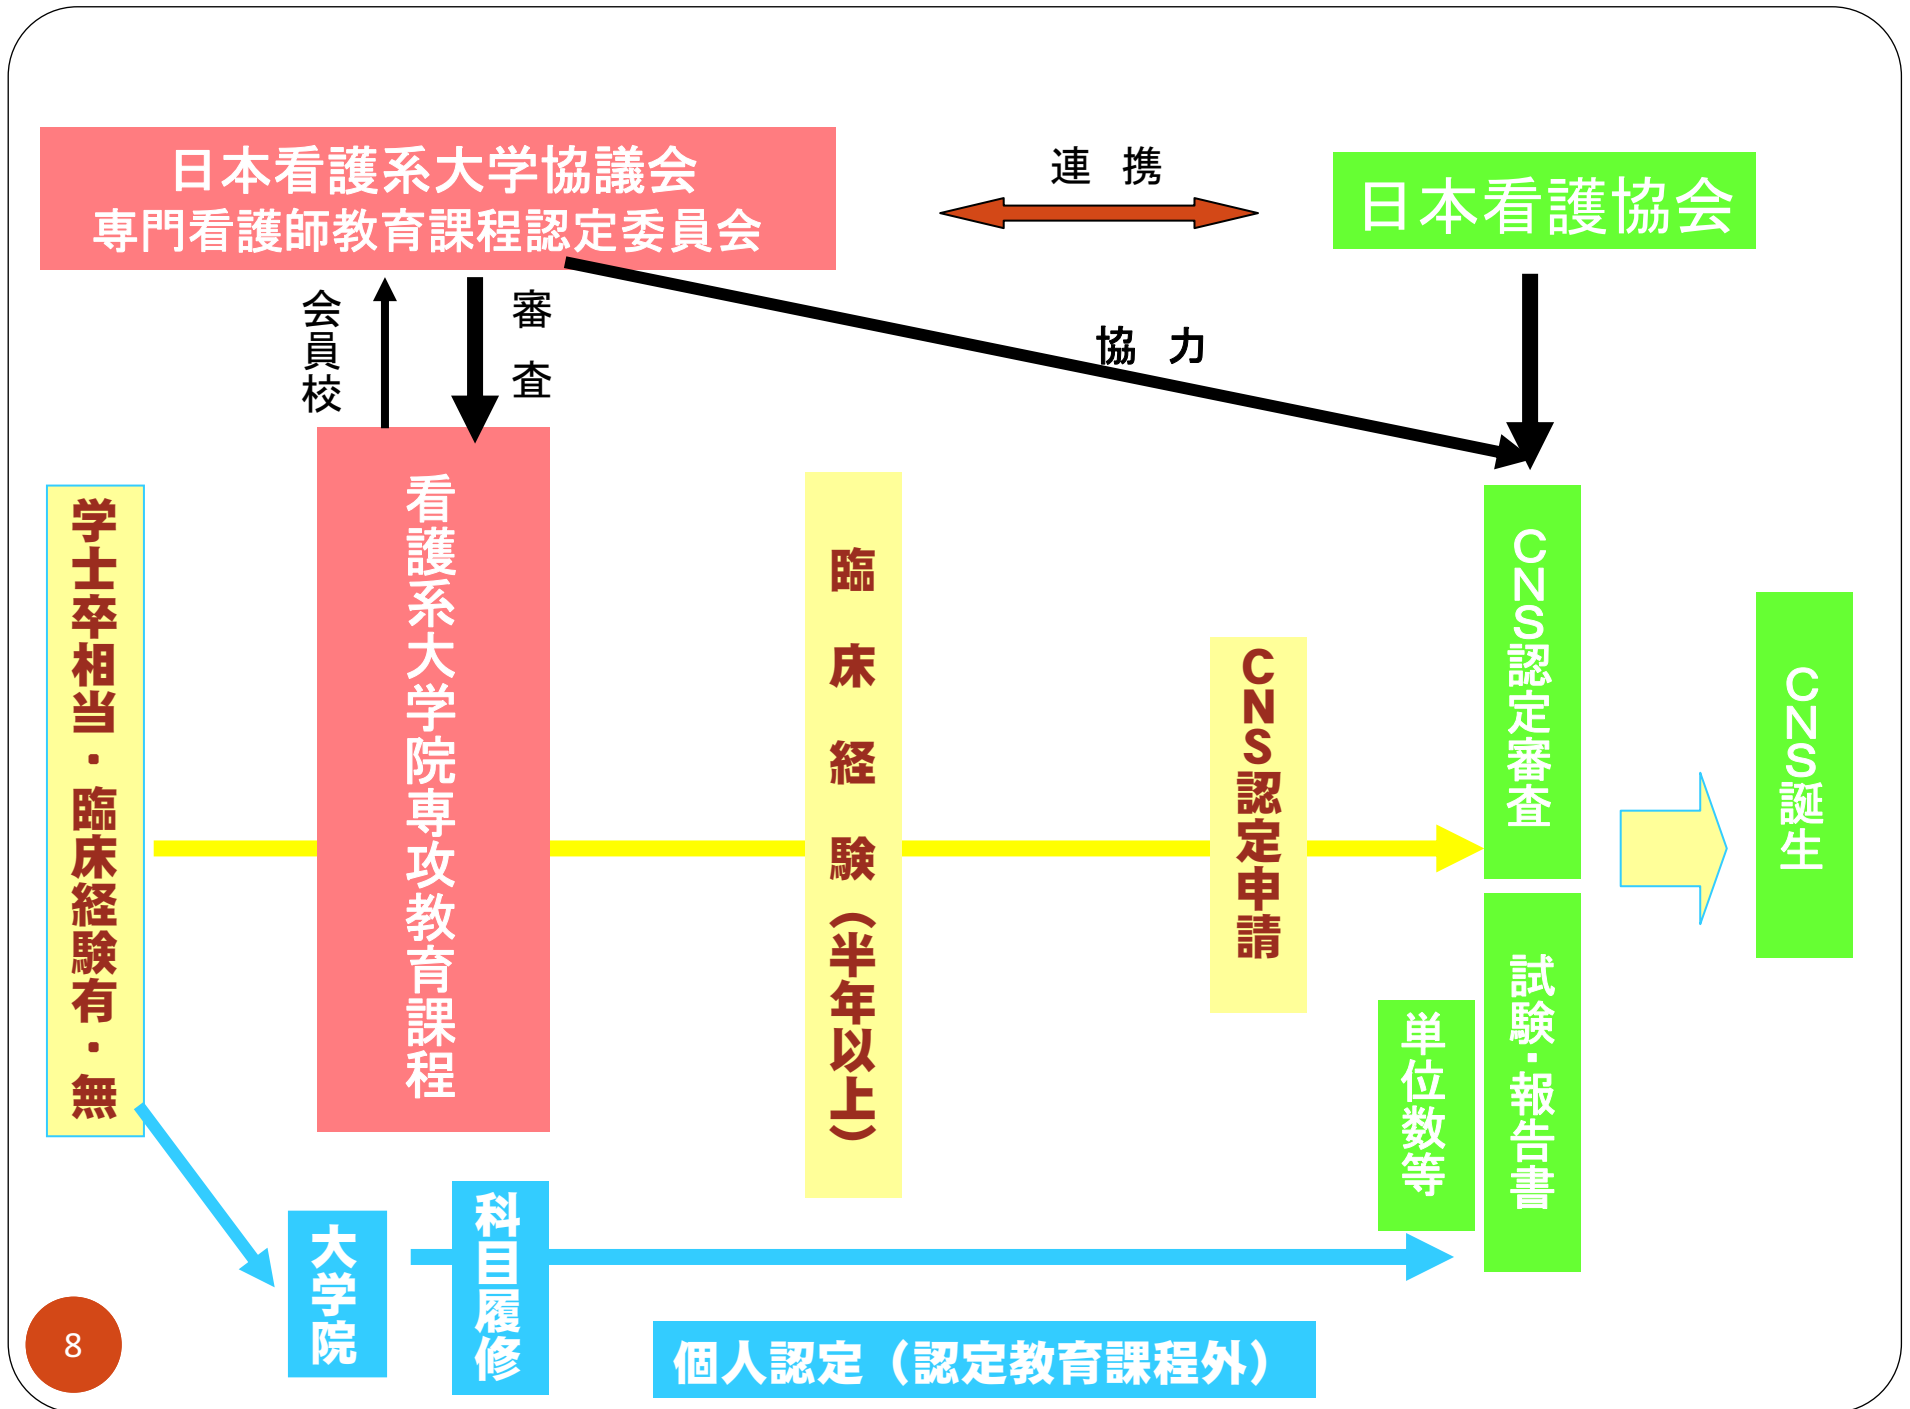 日本看護系大学協議会
専門看護師教育課程認定委員会
連　携
日本看護協会
会員校
審　査
協　力
学士卒相当・臨床経験有・無
看護系大学院専攻教育課程
臨　床　経　験（半年以上）
ＣＮＳ認定申請
ＣＮＳ認定審査
ＣＮＳ誕生
単位数等
試験・報告書
大学院
科目履修
個人認定（認定教育課程外）
8